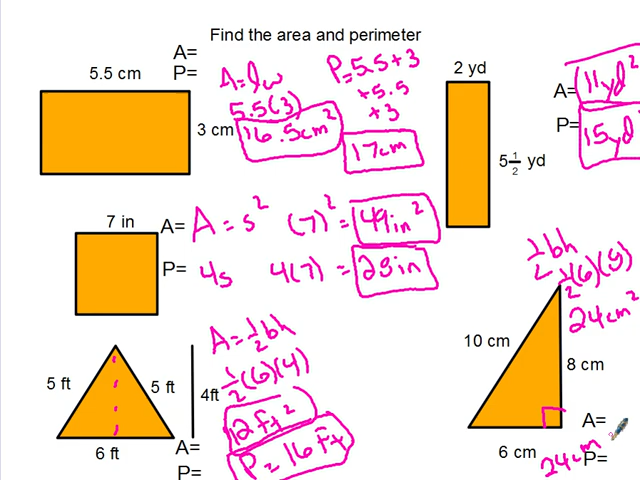 Find the area and perimeter
A=
P=
5.5 cm
3 cm
A=lw
5.5(3)
16.5cm²
P=5.5+3
+5.5
+3
17cm
2 yd
5 1/2 yd
A= 11yd²
P= 15yd
7 in
A= A=s² (7)²= 49in²
P= 4s 4(7) = 28in
5 ft
5 ft
6 ft
4ft
A=½bh
½(6)(4)
12ft²
P=16ft
A=
P=
½bh
½(6)(8)
24cm²
10 cm
8 cm
6 cm
A=
24cm P=